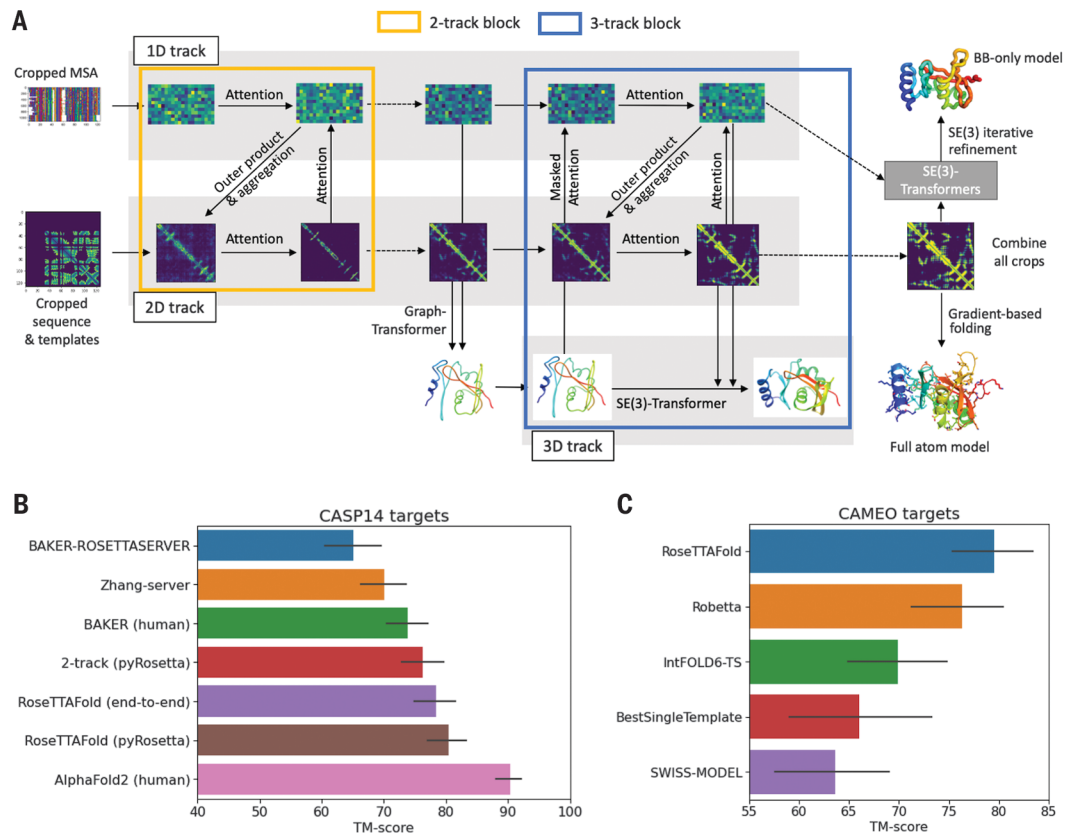 A
2-track block
3-track block
1D track
Cropped MSA
Attention
Outer product
& aggregation
Attention
Attention
2D track
Cropped
sequence
& templates
Graph-
Transformer
Masked
Attention
Attention
Outer product
& aggregation
Attention
Attention
SE(3)-Transformer
3D track
BB-only model
SE(3) iterative
refinement
SE(3)-
Transformers
Combine
all crops
Gradient-based
folding
Full atom model
B
CASP14 targets
BAKER-ROSETTASERVER
Zhang-server
BAKER (human)
2-track (pyRosetta)
RoseTTAFold (end-to-end)
RoseTTAFold (pyRosetta)
AlphaFold2 (human)
40 50 60 70 80 90 100
TM-score
C
CAMEO targets
RoseTTAFold
Robetta
IntFOLD6-TS
BestSingleTemplate
SWISS-MODEL
55 60 65 70 75 80 85
TM-score